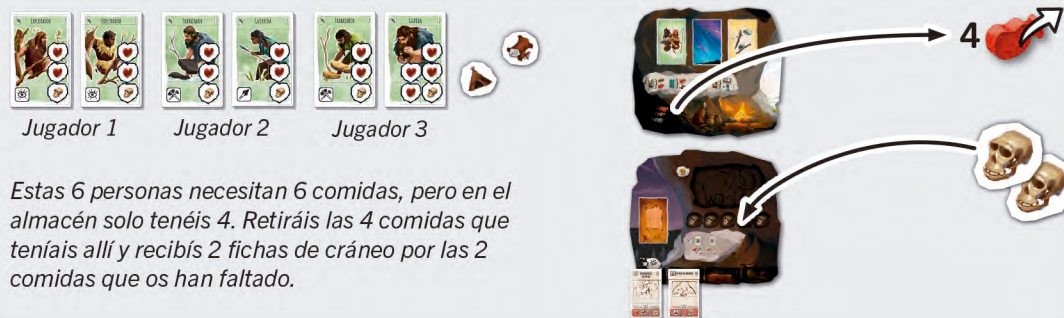 EXPLORADOR
EXPLORADOR
Jugador 1
Jugador 2
Jugador 3
4
Estas 6 personas necesitan 6 comidas, pero en el
almacén solo tenéis 4. Retiráis las 4 comidas que
teníais allí y recibís 2 fichas de cráneo por las 2
comidas que os han faltado.